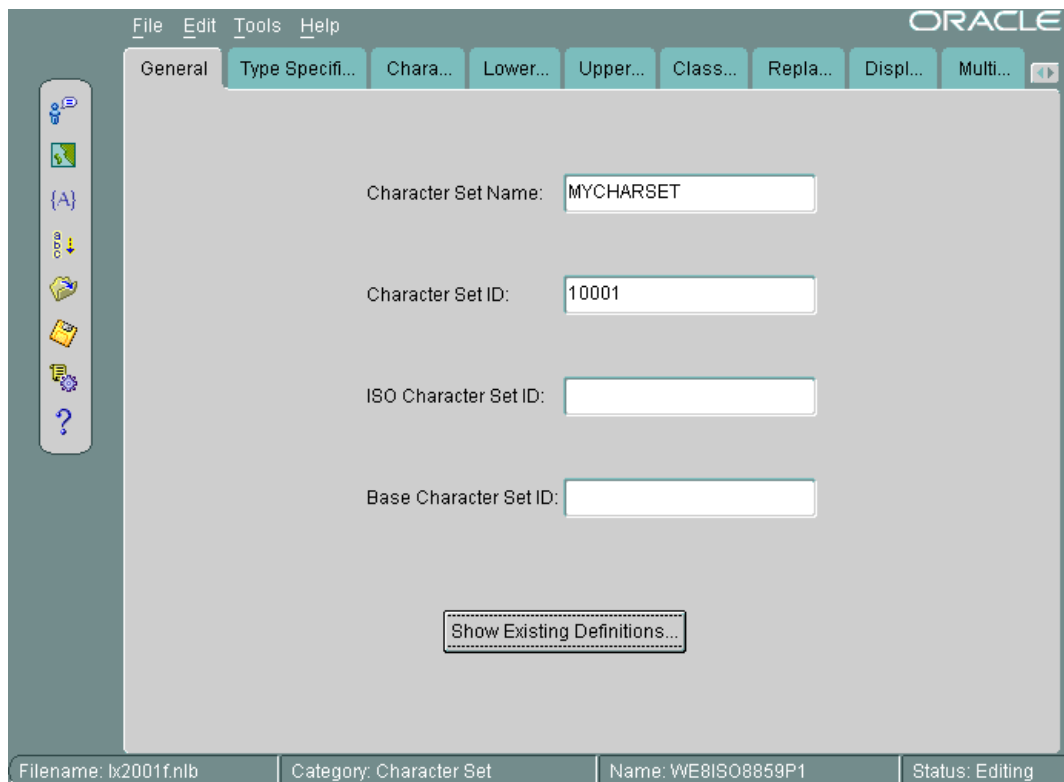 File Edit Tools Help
ORACLE
General Type Specifi... Chara... Lower... Upper... Class... Repla... Displ... Multi...
{A}
a
b
c
?
Character Set Name: MYCHARSET
Character Set ID: 10001
ISO Character Set ID:
Base Character Set ID:
Show Existing Definitions...
Filename: lx2001f.nlb Category: Character Set Name: WE8ISO8859P1 Status: Editing